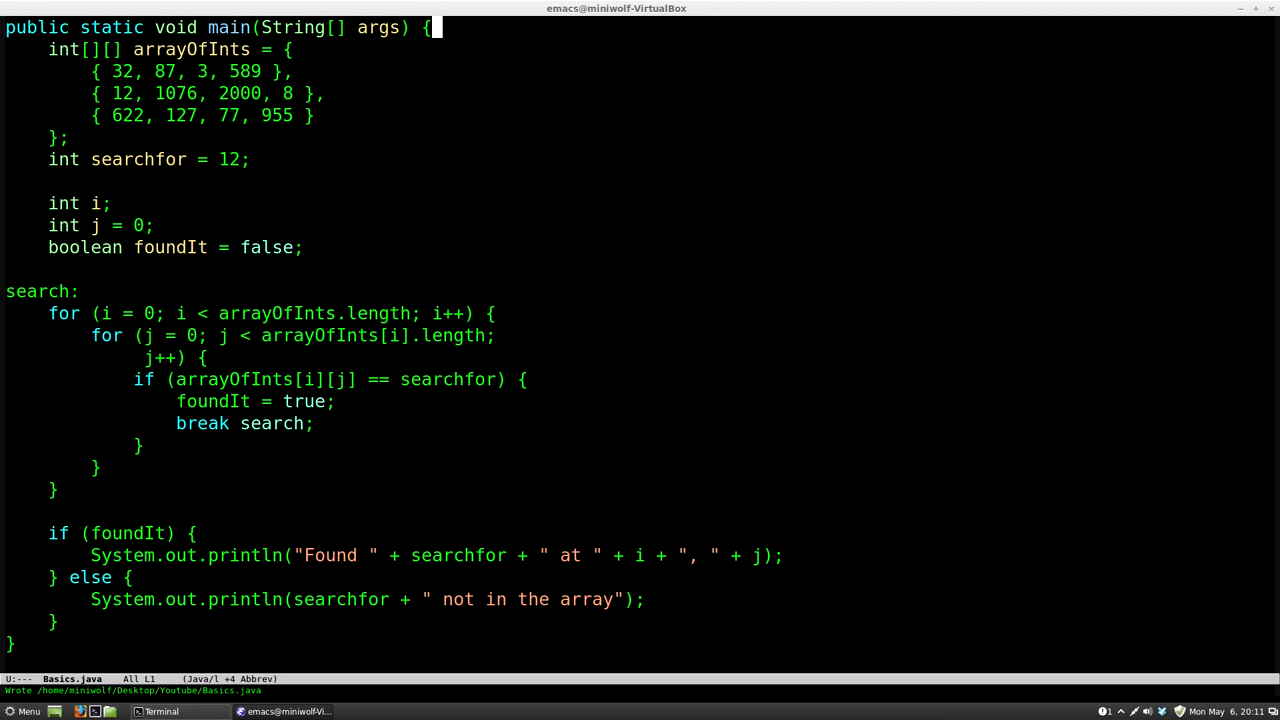 emacs@miniwolf-VirtualBox
public static void main(String[] args) {
    int[][] arrayOfInts = {
        { 32, 87, 3, 589 },
        { 12, 1076, 2000, 8 },
        { 622, 127, 77, 955 }
    };
    int searchfor = 12;

    int i;
    int j = 0;
    boolean foundIt = false;

search:
    for (i = 0; i < arrayOfInts.length; i++) {
        for (j = 0; j < arrayOfInts[i].length;
             j++) {
            if (arrayOfInts[i][j] == searchfor) {
                foundIt = true;
                break search;
            }
        }
    }

    if (foundIt) {
        System.out.println("Found " + searchfor + " at " + i + ", " + j);
    } else {
        System.out.println(searchfor + " not in the array");
    }
}
U:--- Basics.java All L1 (Java/l +4 Abbrev)
Wrote /home/miniwolf/Desktop/Youtube/Basics.java
Menu Terminal emacs@miniwolf-Vi... 1 Mon May 6, 20:11